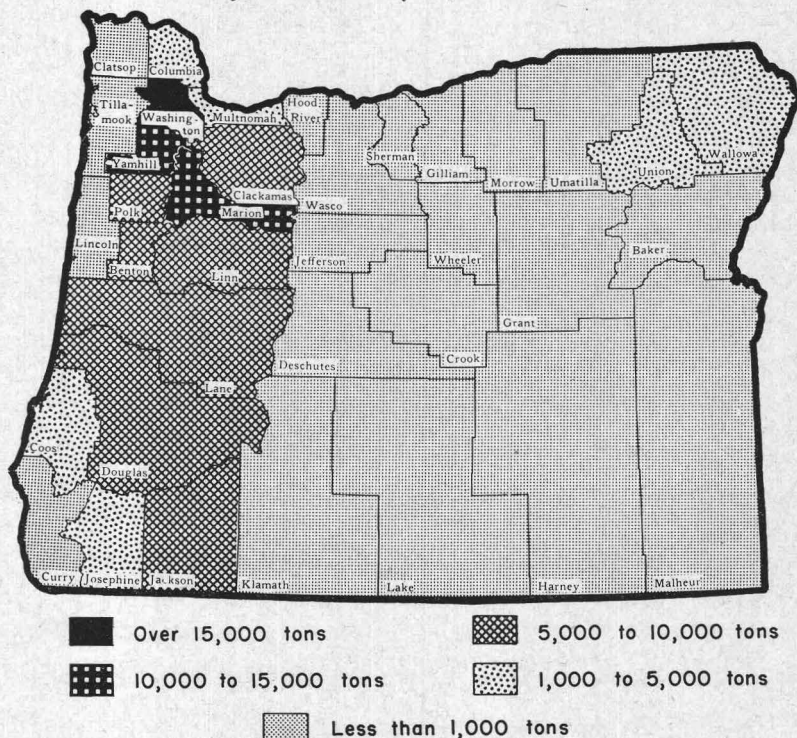 Clatsop
Columbia
Tilla-
mook
Washing-
ton
Multnomah
Hood
River
Sherman
Gilliam
Morrow
Umatilla
Union
Wallowa
Yamhill
Clackamas
Marion
Wasco
Polk
Lincoln
Benton
Linn
Jefferson
Wheeler
Baker
Grant
Crook
Deschutes
Lane
Coos
Douglas
Curry
Josephine
Jackson
Klamath
Lake
Harney
Malheur
Over 15,000 tons
5,000 to 10,000 tons
10,000 to 15,000 tons
1,000 to 5,000 tons
Less than 1,000 tons